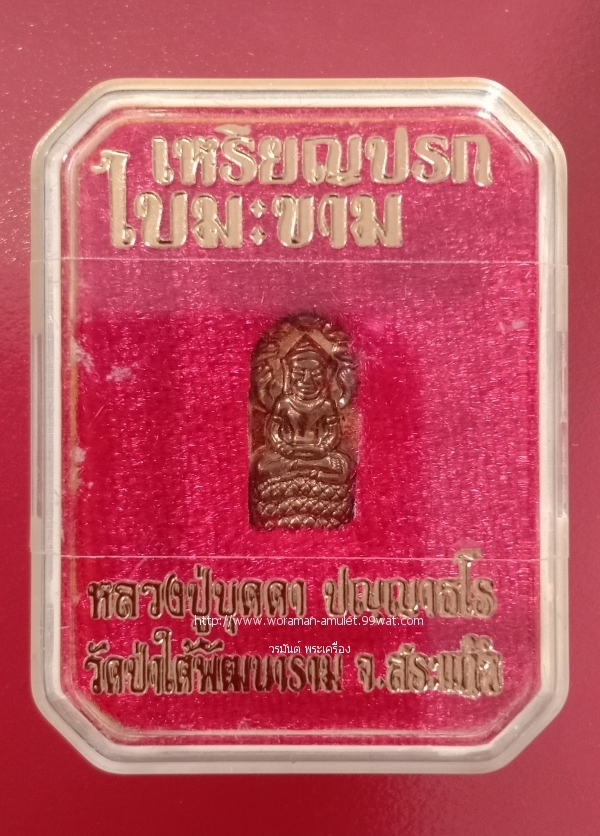 เหรียญปรก
ใบมะขาม
หลวงปู่บุดดา ปญฺญาสโร
http://www.woraman-amulet.99wat.com
วรมันต์ พระเครื่อง
วัดป่าใต้พัฒนาราม จ.สระแก้ว